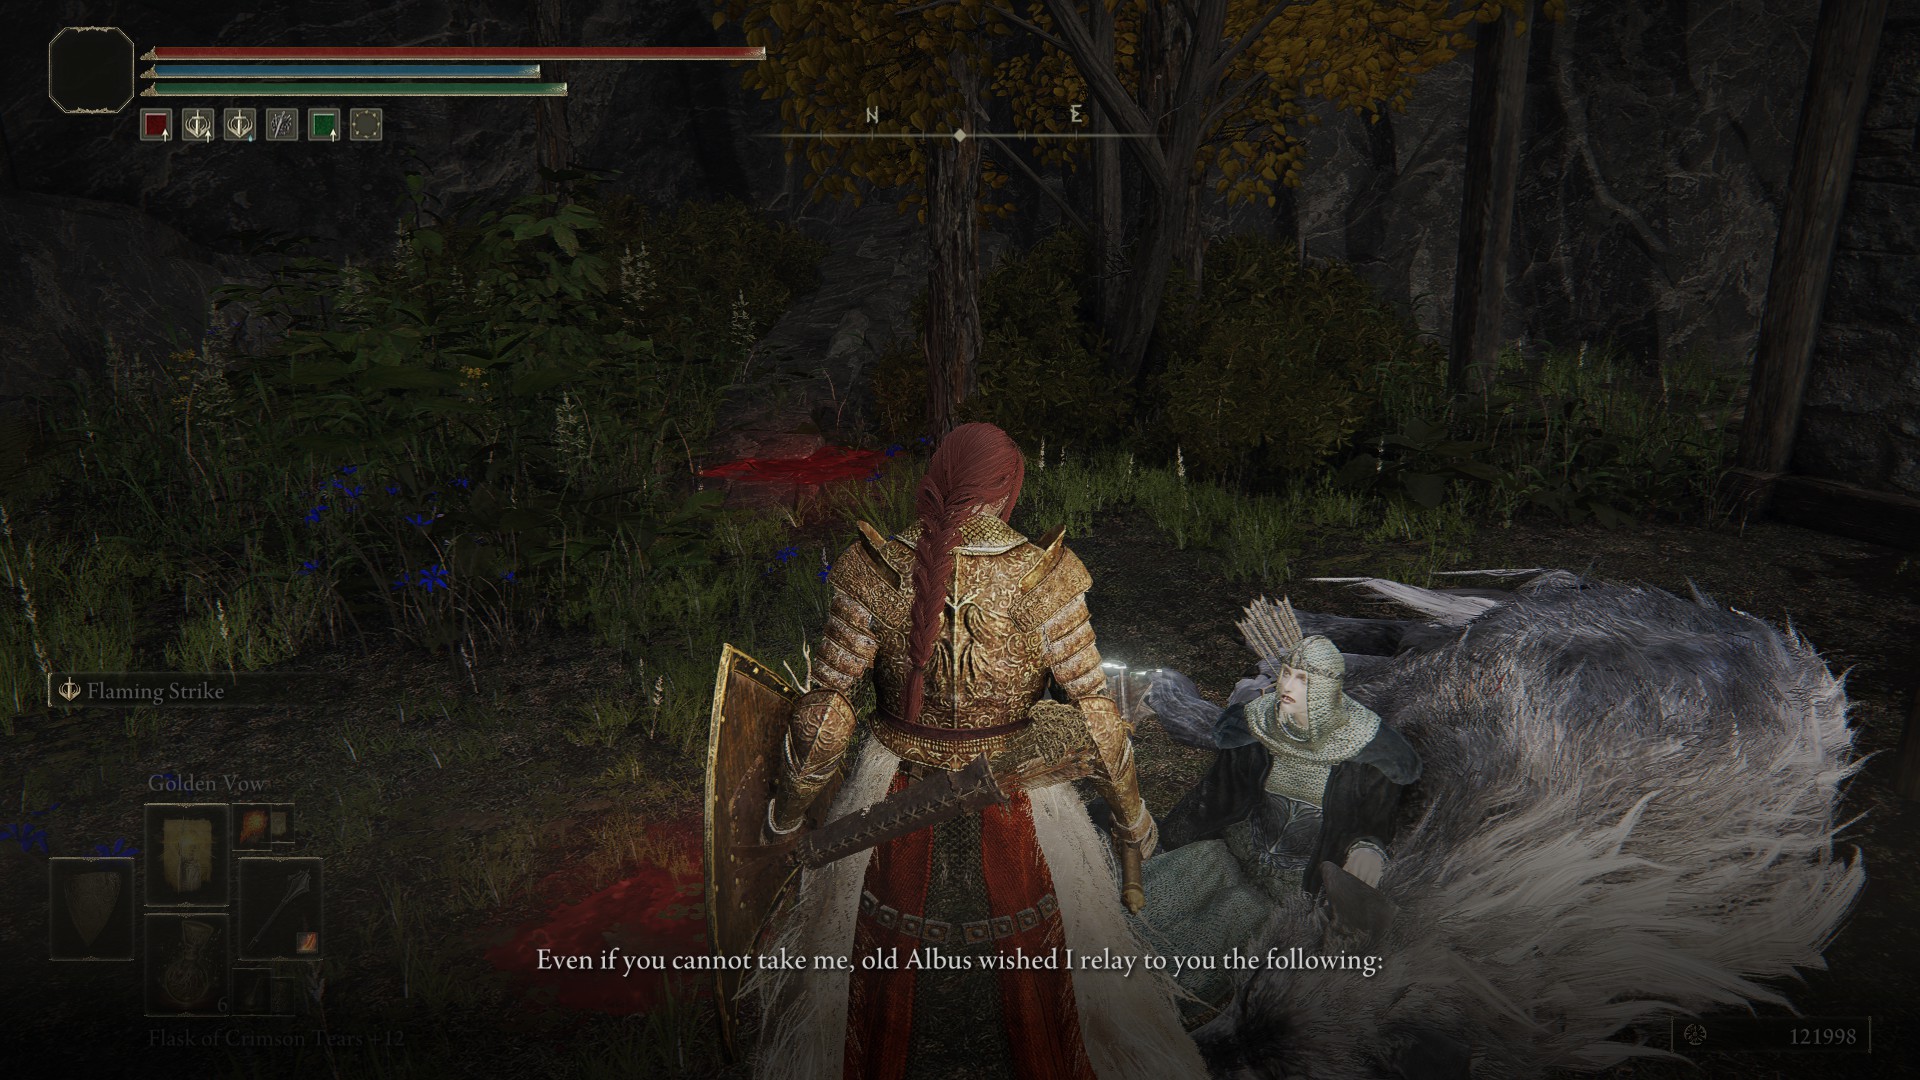 N
E
Flaming Strike
Golden Vow
6
Even if you cannot take me, old Albus wished I relay to you the following:
Flask of Crimson Tears +12
121998